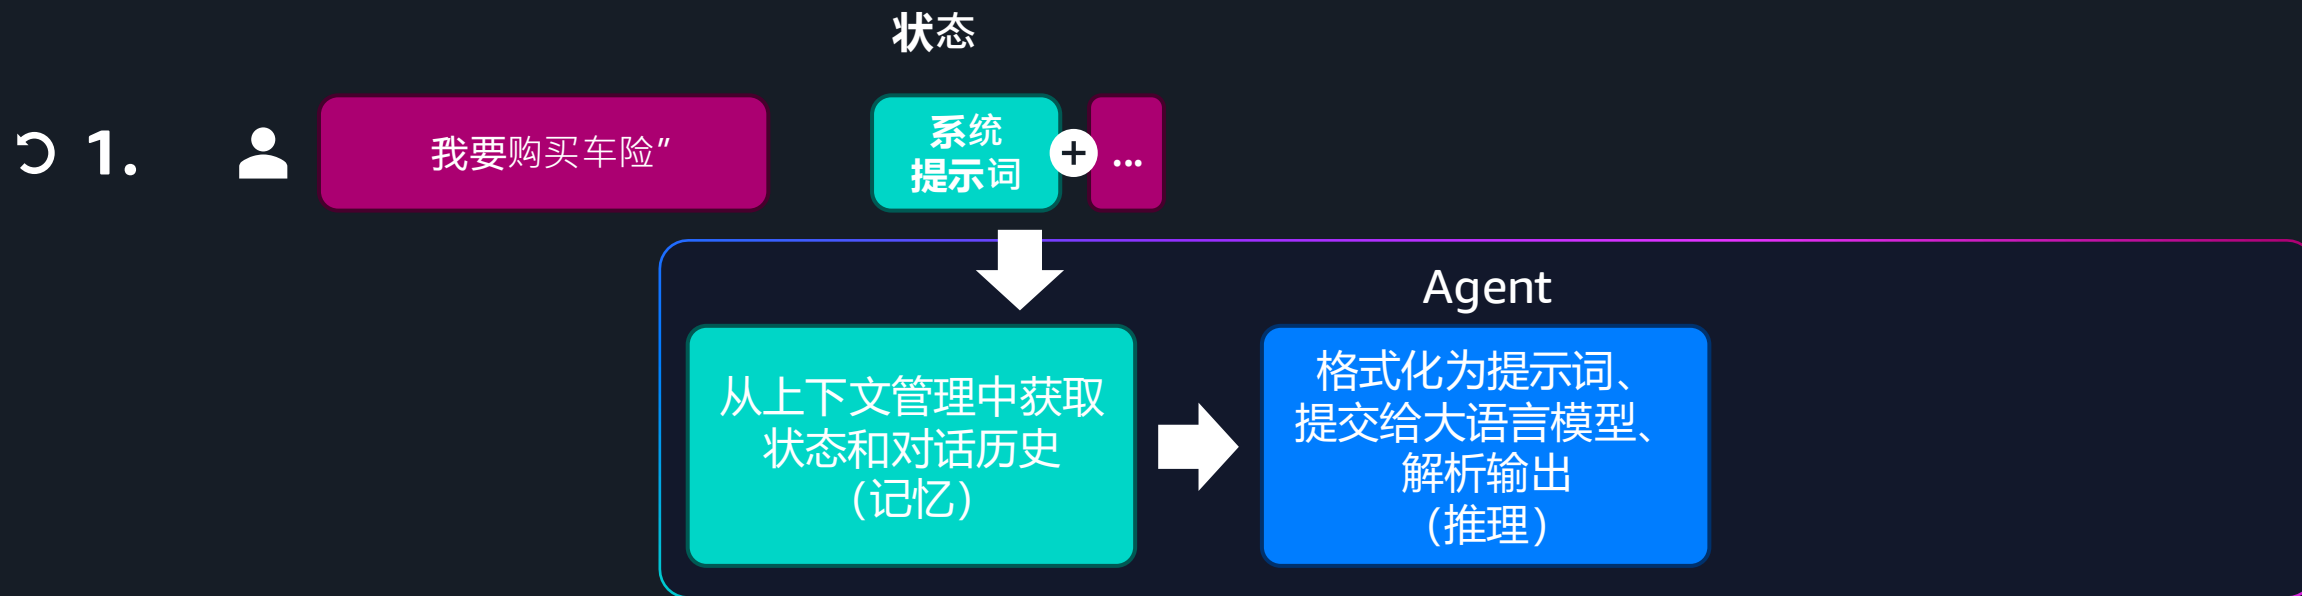 状态
1.
我要购买车险”
系统
提示词
+
...
Agent
从上下文管理中获取
状态和对话历史
（记忆）
格式化为提示词、
提交给大语言模型、
解析输出
（推理）